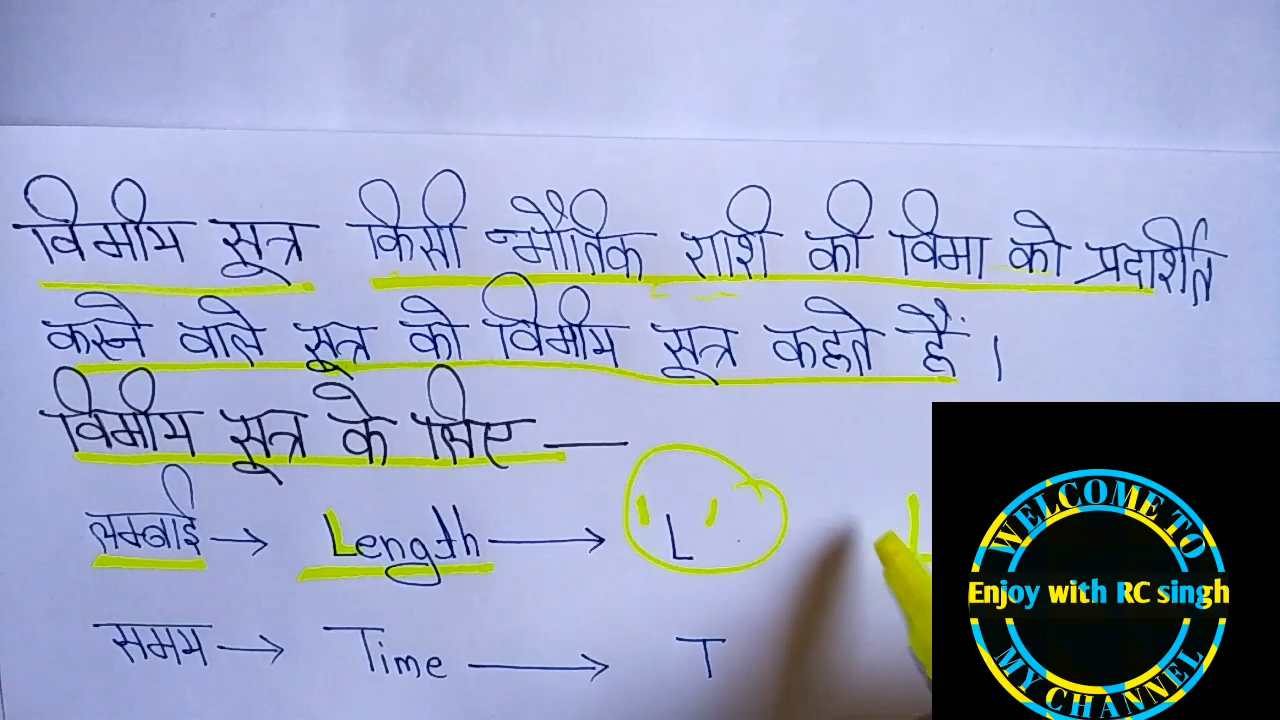 विमीय सूत्र किसी भौतिक राशि की विमा को प्रदर्शित
करने वाले सूत्र को विमीय सूत्र कहते हैं।
विमीय सूत्र के लिए —
लम्बाई → Length → L
समय → Time → T
WELCOME TO
Enjoy with RC singh
MY CHANNEL